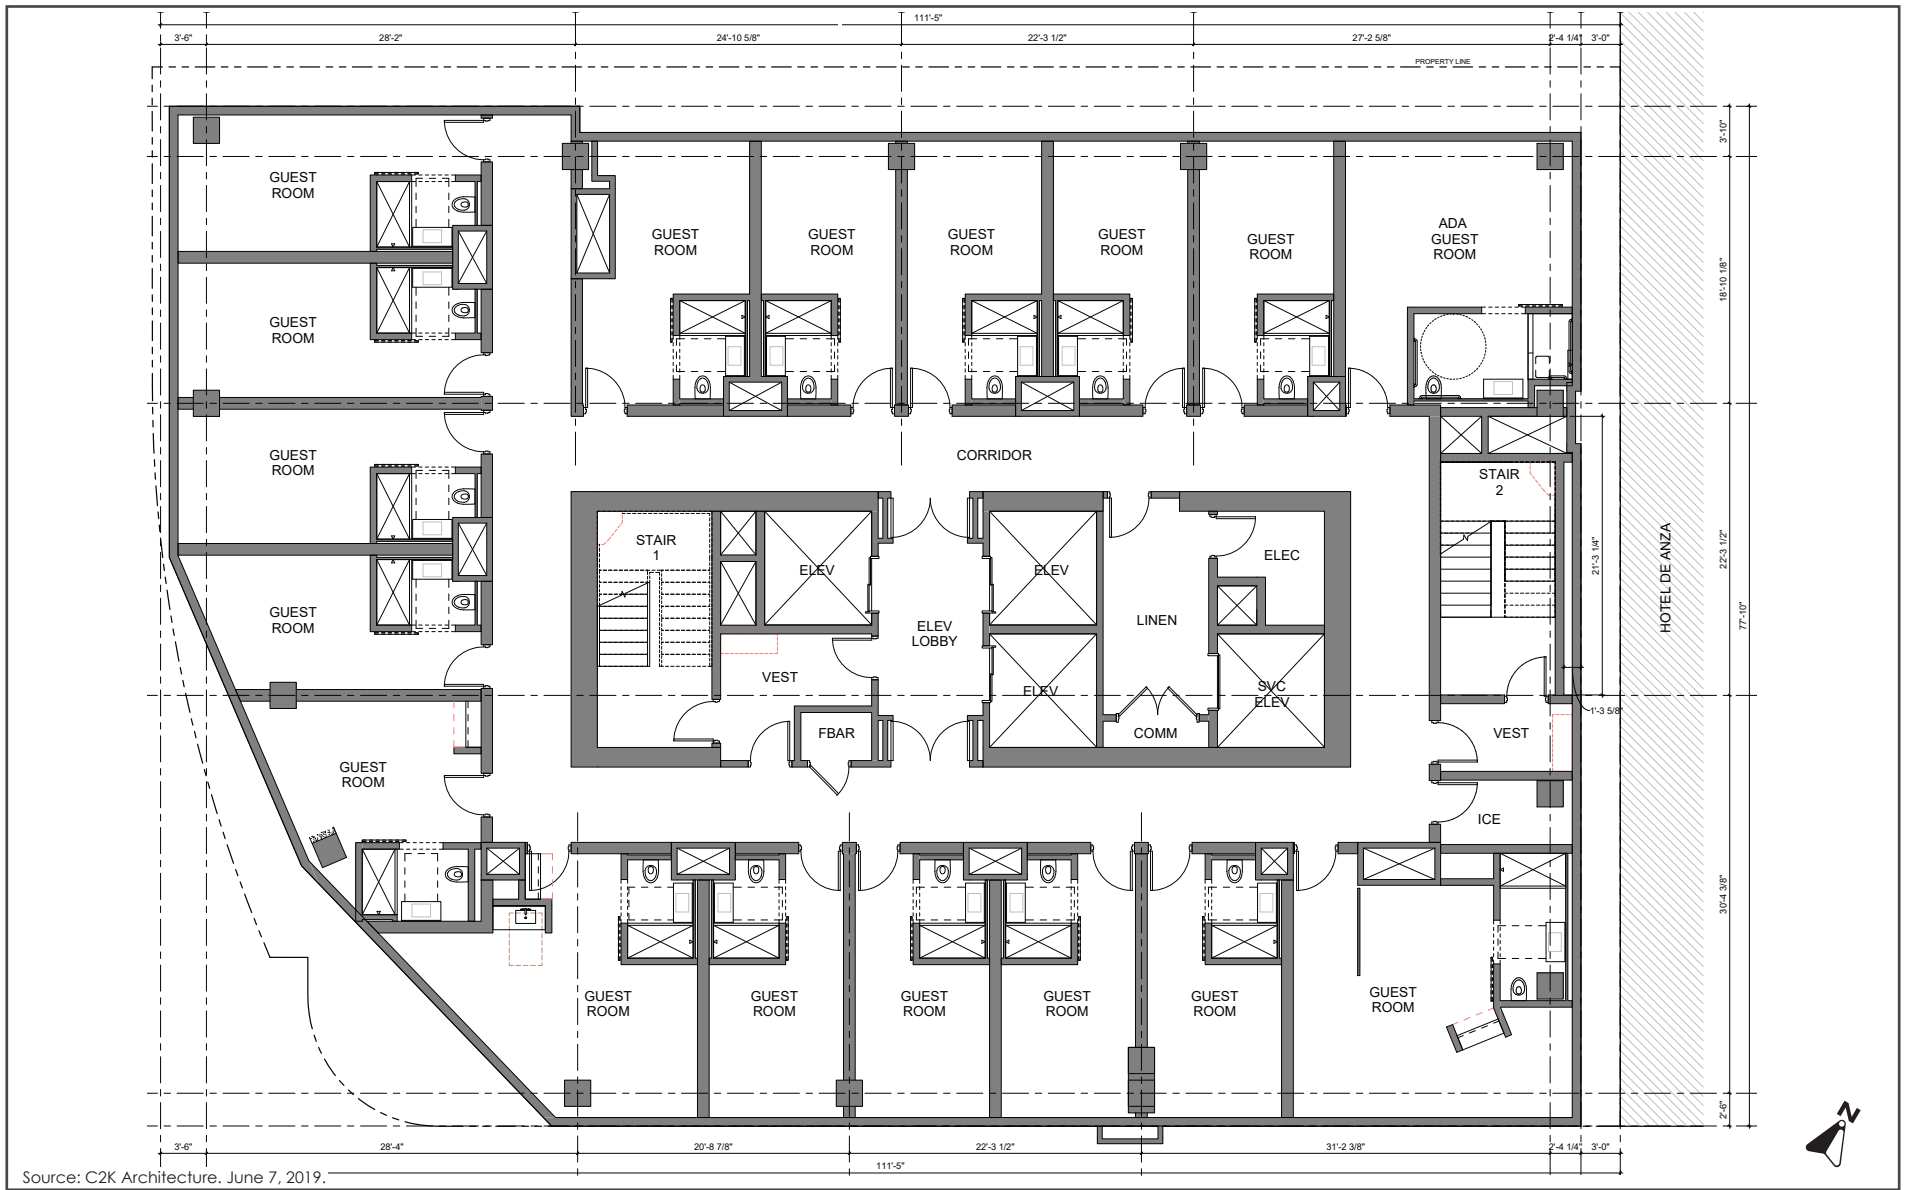 111'-5"
3'-6"
28'-2"
24'-10 5/8"
22'-3 1/2"
27'-2 5/8"
2'-4 1/4"
3'-0"
PROPERTY LINE
3'-10"
GUEST
ROOM
GUEST
ROOM
GUEST
ROOM
GUEST
ROOM
GUEST
ROOM
GUEST
ROOM
ADA
GUEST
ROOM
18'-10 1/8"
GUEST
ROOM
GUEST
ROOM
CORRIDOR
STAIR
2
STAIR
1
ELEV
ELEV
ELEC
HOTEL DE ANZA
21'-3 1/4"
22'-3 1/2"
77'-10"
GUEST
ROOM
ELEV
LOBBY
LINEN
VEST
ELEV
SVC
ELEV
1'-3 5/8"
FBAR
COMM
VEST
GUEST
ROOM
ICE
30'-4 3/8"
GUEST
ROOM
GUEST
ROOM
GUEST
ROOM
GUEST
ROOM
GUEST
ROOM
GUEST
ROOM
2'-6"
N
3'-6"
28'-4"
20'-8 7/8"
22'-3 1/2"
31'-2 3/8"
2'-4 1/4"
3'-0"
111'-5"
Source: C2K Architecture. June 7, 2019.